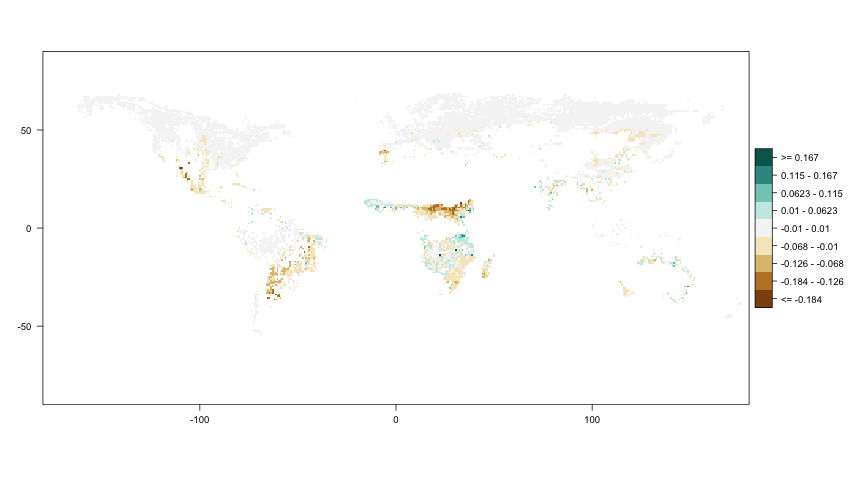 50
0
-50
-100
0
100
>= 0.167
0.115 - 0.167
0.0623 - 0.115
0.01 - 0.0623
-0.01 - 0.01
-0.068 - -0.01
-0.126 - -0.068
-0.184 - -0.126
<= -0.184